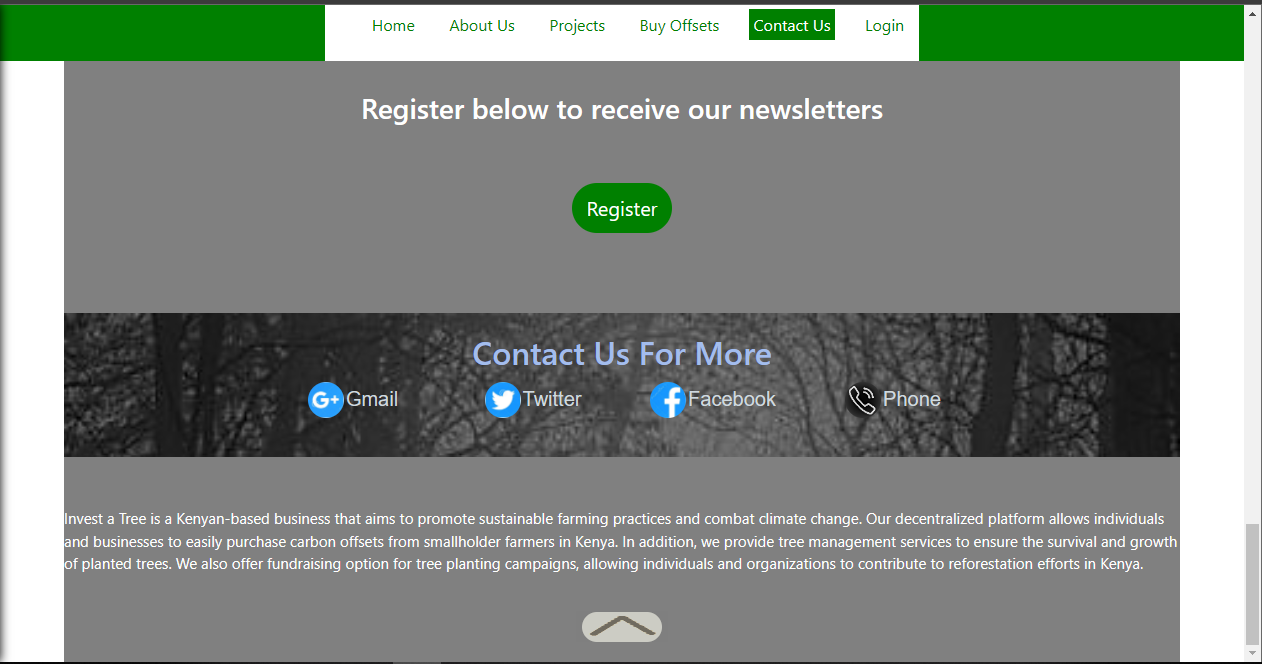 Home About Us Projects Buy Offsets Contact Us Login
Register below to receive our newsletters
Register
Contact Us For More
G+ Gmail Twitter Facebook Phone
Invest a Tree is a Kenyan-based business that aims to promote sustainable farming practices and combat climate change. Our decentralized platform allows individuals
and businesses to easily purchase carbon offsets from smallholder farmers in Kenya. In addition, we provide tree management services to ensure the survival and growth
of planted trees. We also offer fundraising option for tree planting campaigns, allowing individuals and organizations to contribute to reforestation efforts in Kenya.